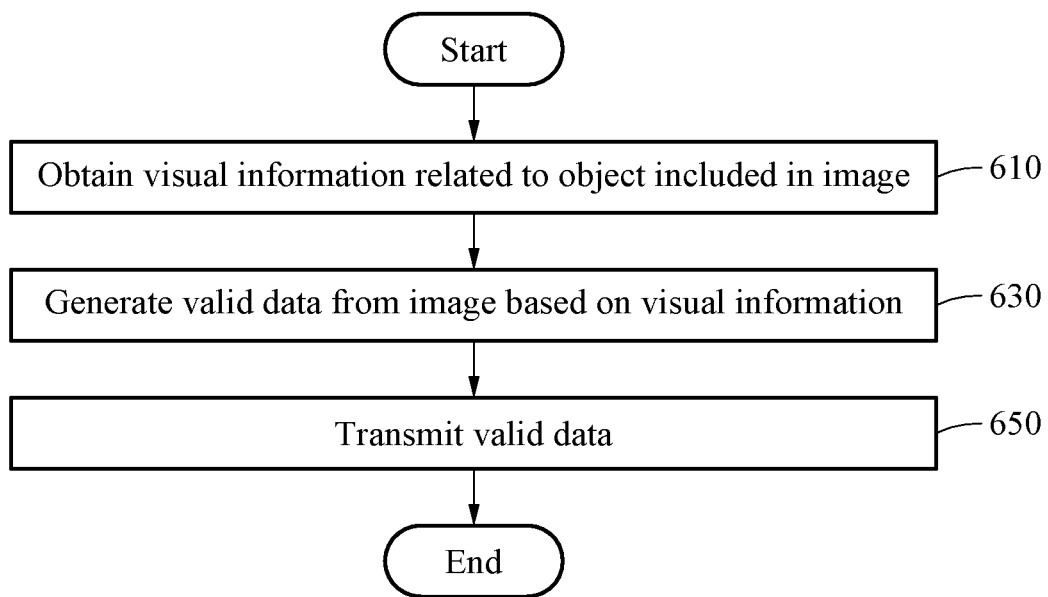 Start
Obtain visual information related to object included in image
610
Generate valid data from image based on visual information
630
Transmit valid data
650
End